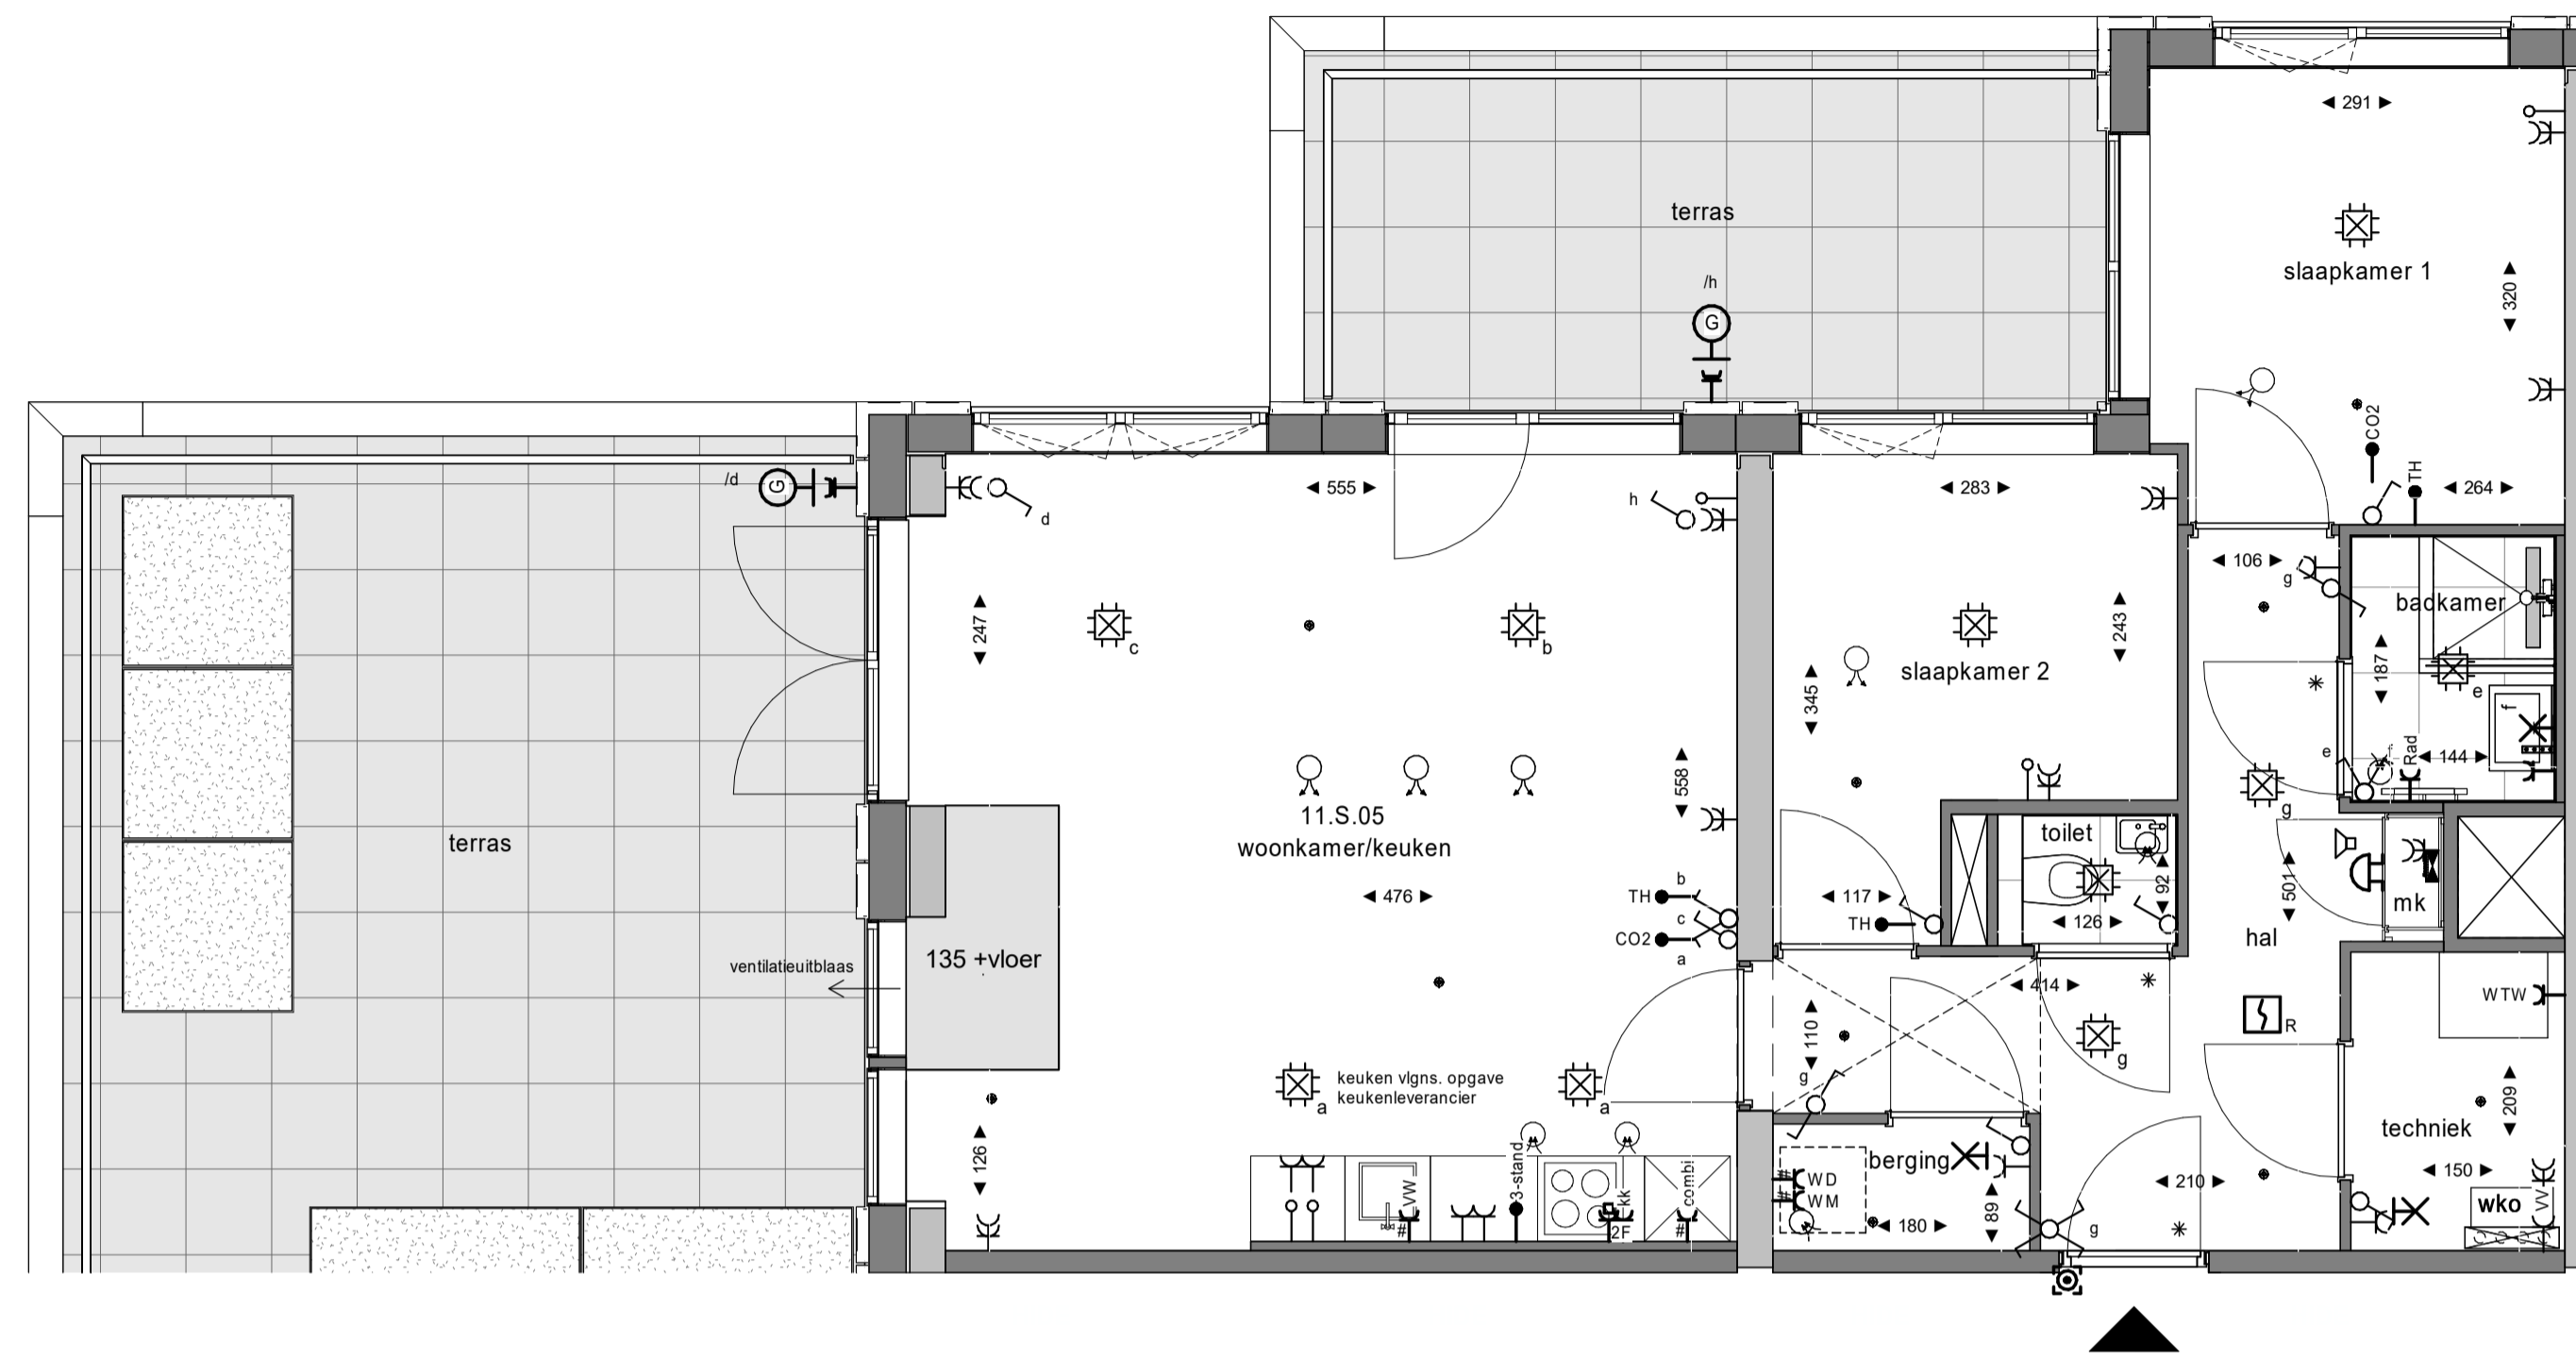 ◄ 291 ►
terras
slaapkamer 1
/h
G
◄ 320 ►
CO2
TH
◄ 264 ►
/d
G
d
◄ 555 ►
h
◄ 283 ►
◄ 106 ►
g
badkamer
◄ 247 ►
c
b
◄ 243 ►
slaapkamer 2
◄ 345 ►
◄ 187 ►
e
f
e
f
Rad
◄ 144 ►
◄ 558 ►
g
11.S.05
woonkamer/keuken
terras
toilet
◄ 92 ►
◄ 126 ►
◄ 501 ►
mk
◄ 476 ►
b
TH
c
CO2
a
◄ 117 ►
TH
hal
135 +vloer
ventilatieuitblaas
◄ 414 ►
WTW
R
◄ 110 ►
g
g
keuken vlgns. opgave
keukenleverancier
a
a
◄ 209 ►
techniek
◄ 126 ►
3-stand
berging
◄ 150 ►
◄ 210 ►
#
WD
#
WM
VW
#
kk
2F
combi
#
◄ 180 ►
◄ 89 ►
g
wko
VV